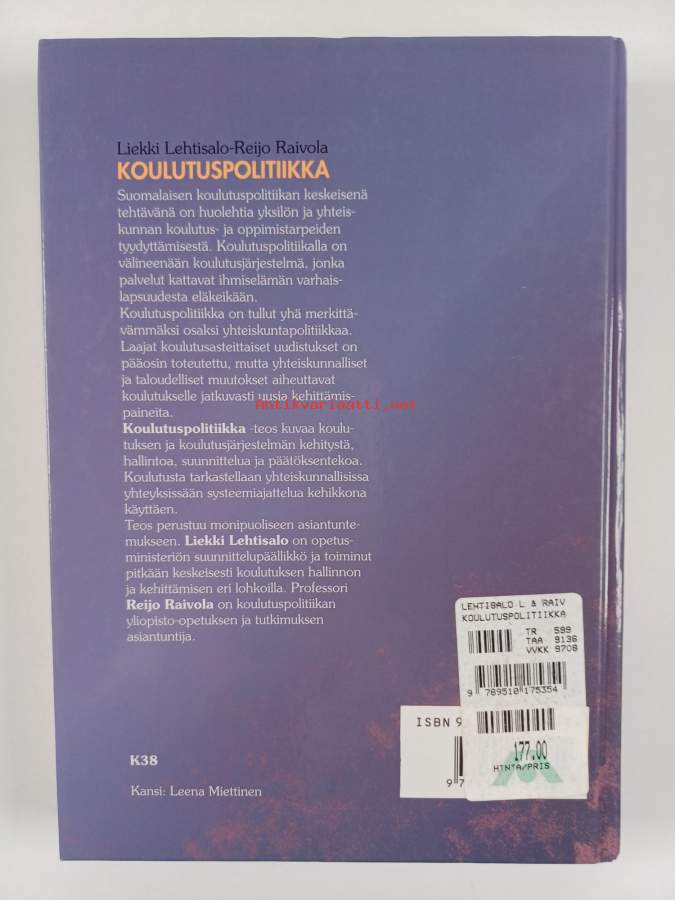 Liekki Lehtisalo-Reijo Raivola
KOULUTUSPOLITIIKKA
Suomalaisen koulutuspolitiikan keskeisenä
tehtävänä on huolehtia yksilön ja yhteis-
kunnan koulutus- ja oppimistarpeiden
tyydyttämisestä. Koulutuspolitiikalla on
välineenään koulutusjärjestelmä, jonka
palvelut kattavat ihmiselämän varhais-
lapsuudesta eläkeikään.
Koulutuspolitiikka on tullut yhä merkittä-
vämmäksi osaksi yhteiskuntapolitiikkaa.
Laajat koulutusasteittaiset uudistukset on
pääosin toteutettu, mutta yhteiskunnalliset
ja taloudelliset muutokset aiheuttavat
koulutukselle jatkuvasti uusia kehittämis-
paineita.
Antikvariaatti.net
Koulutuspolitiikka -teos kuvaa koulu-
tuksen ja koulutusjärjestelmän kehitystä,
hallintoa, suunnittelua ja päätöksentekoa.
Koulutusta tarkastellaan yhteiskunnallisissa
yhteyksissään systeemiajattelua kehikkona
käyttäen.
Teos perustuu monipuoliseen asiantunte-
mukseen. Liekki Lehtisalo on opetus-
ministeriön suunnittelupäällikkö ja toiminut
pitkään keskeisesti koulutuksen hallinnon
ja kehittämisen eri lohkoilla. Professori
Reijo Raivola on koulutuspolitiikan
yliopisto-opetuksen ja tutkimuksen
asiantuntija.
LEHTISALO L & RAIV
KOULUTUSPOLITIIKKA
TR 599
TAA 9136
VVKK 9709
9 789510 175354
ISBN 9
9 7
177.00
HINTA/PRIS
K38
Kansi: Leena Miettinen